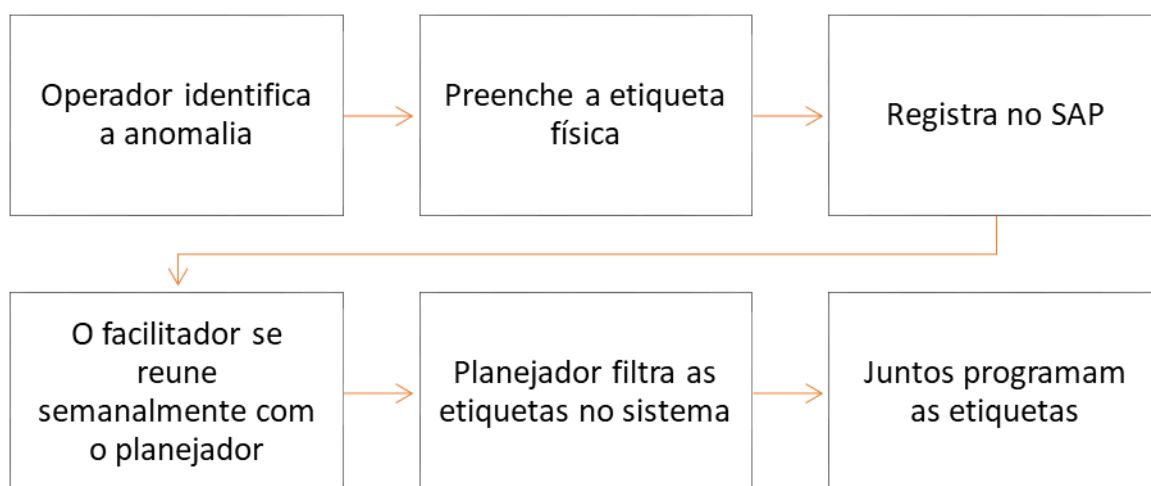 Operador identifica
a anomalia
Preenche a etiqueta
física
Registra no SAP
O facilitador se
reune
semanalmente com
o planejador
Planejador filtra as
etiquetas no sistema
Juntos programam
as etiquetas